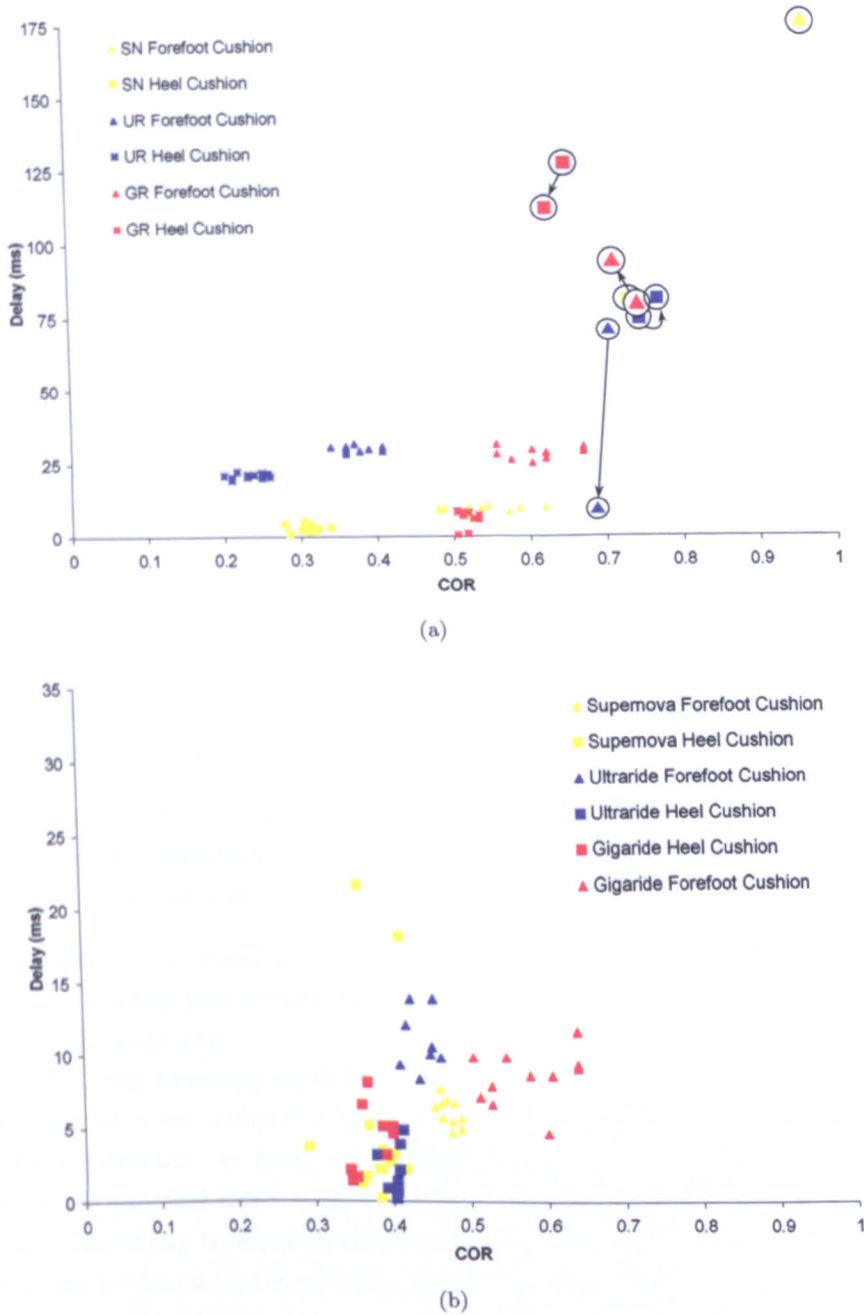 175
150
125
100
75
50
25
0
Delay (ms)
SN Forefoot Cushion
SN Heel Cushion
UR Forefoot Cushion
UR Heel Cushion
GR Forefoot Cushion
GR Heel Cushion
0 0.1 0.2 0.3 0.4 0.5 0.6 0.7 0.8 0.9 1
COR
(a)
35
30
25
20
15
10
5
0
Delay (ms)
Supernova Forefoot Cushion
Supernova Heel Cushion
Ultraride Forefoot Cushion
Ultraride Heel Cushion
Gigaride Heel Cushion
Gigaride Forefoot Cushion
0 0.1 0.2 0.3 0.4 0.5 0.6 0.7 0.8 0.9 1
COR
(b)